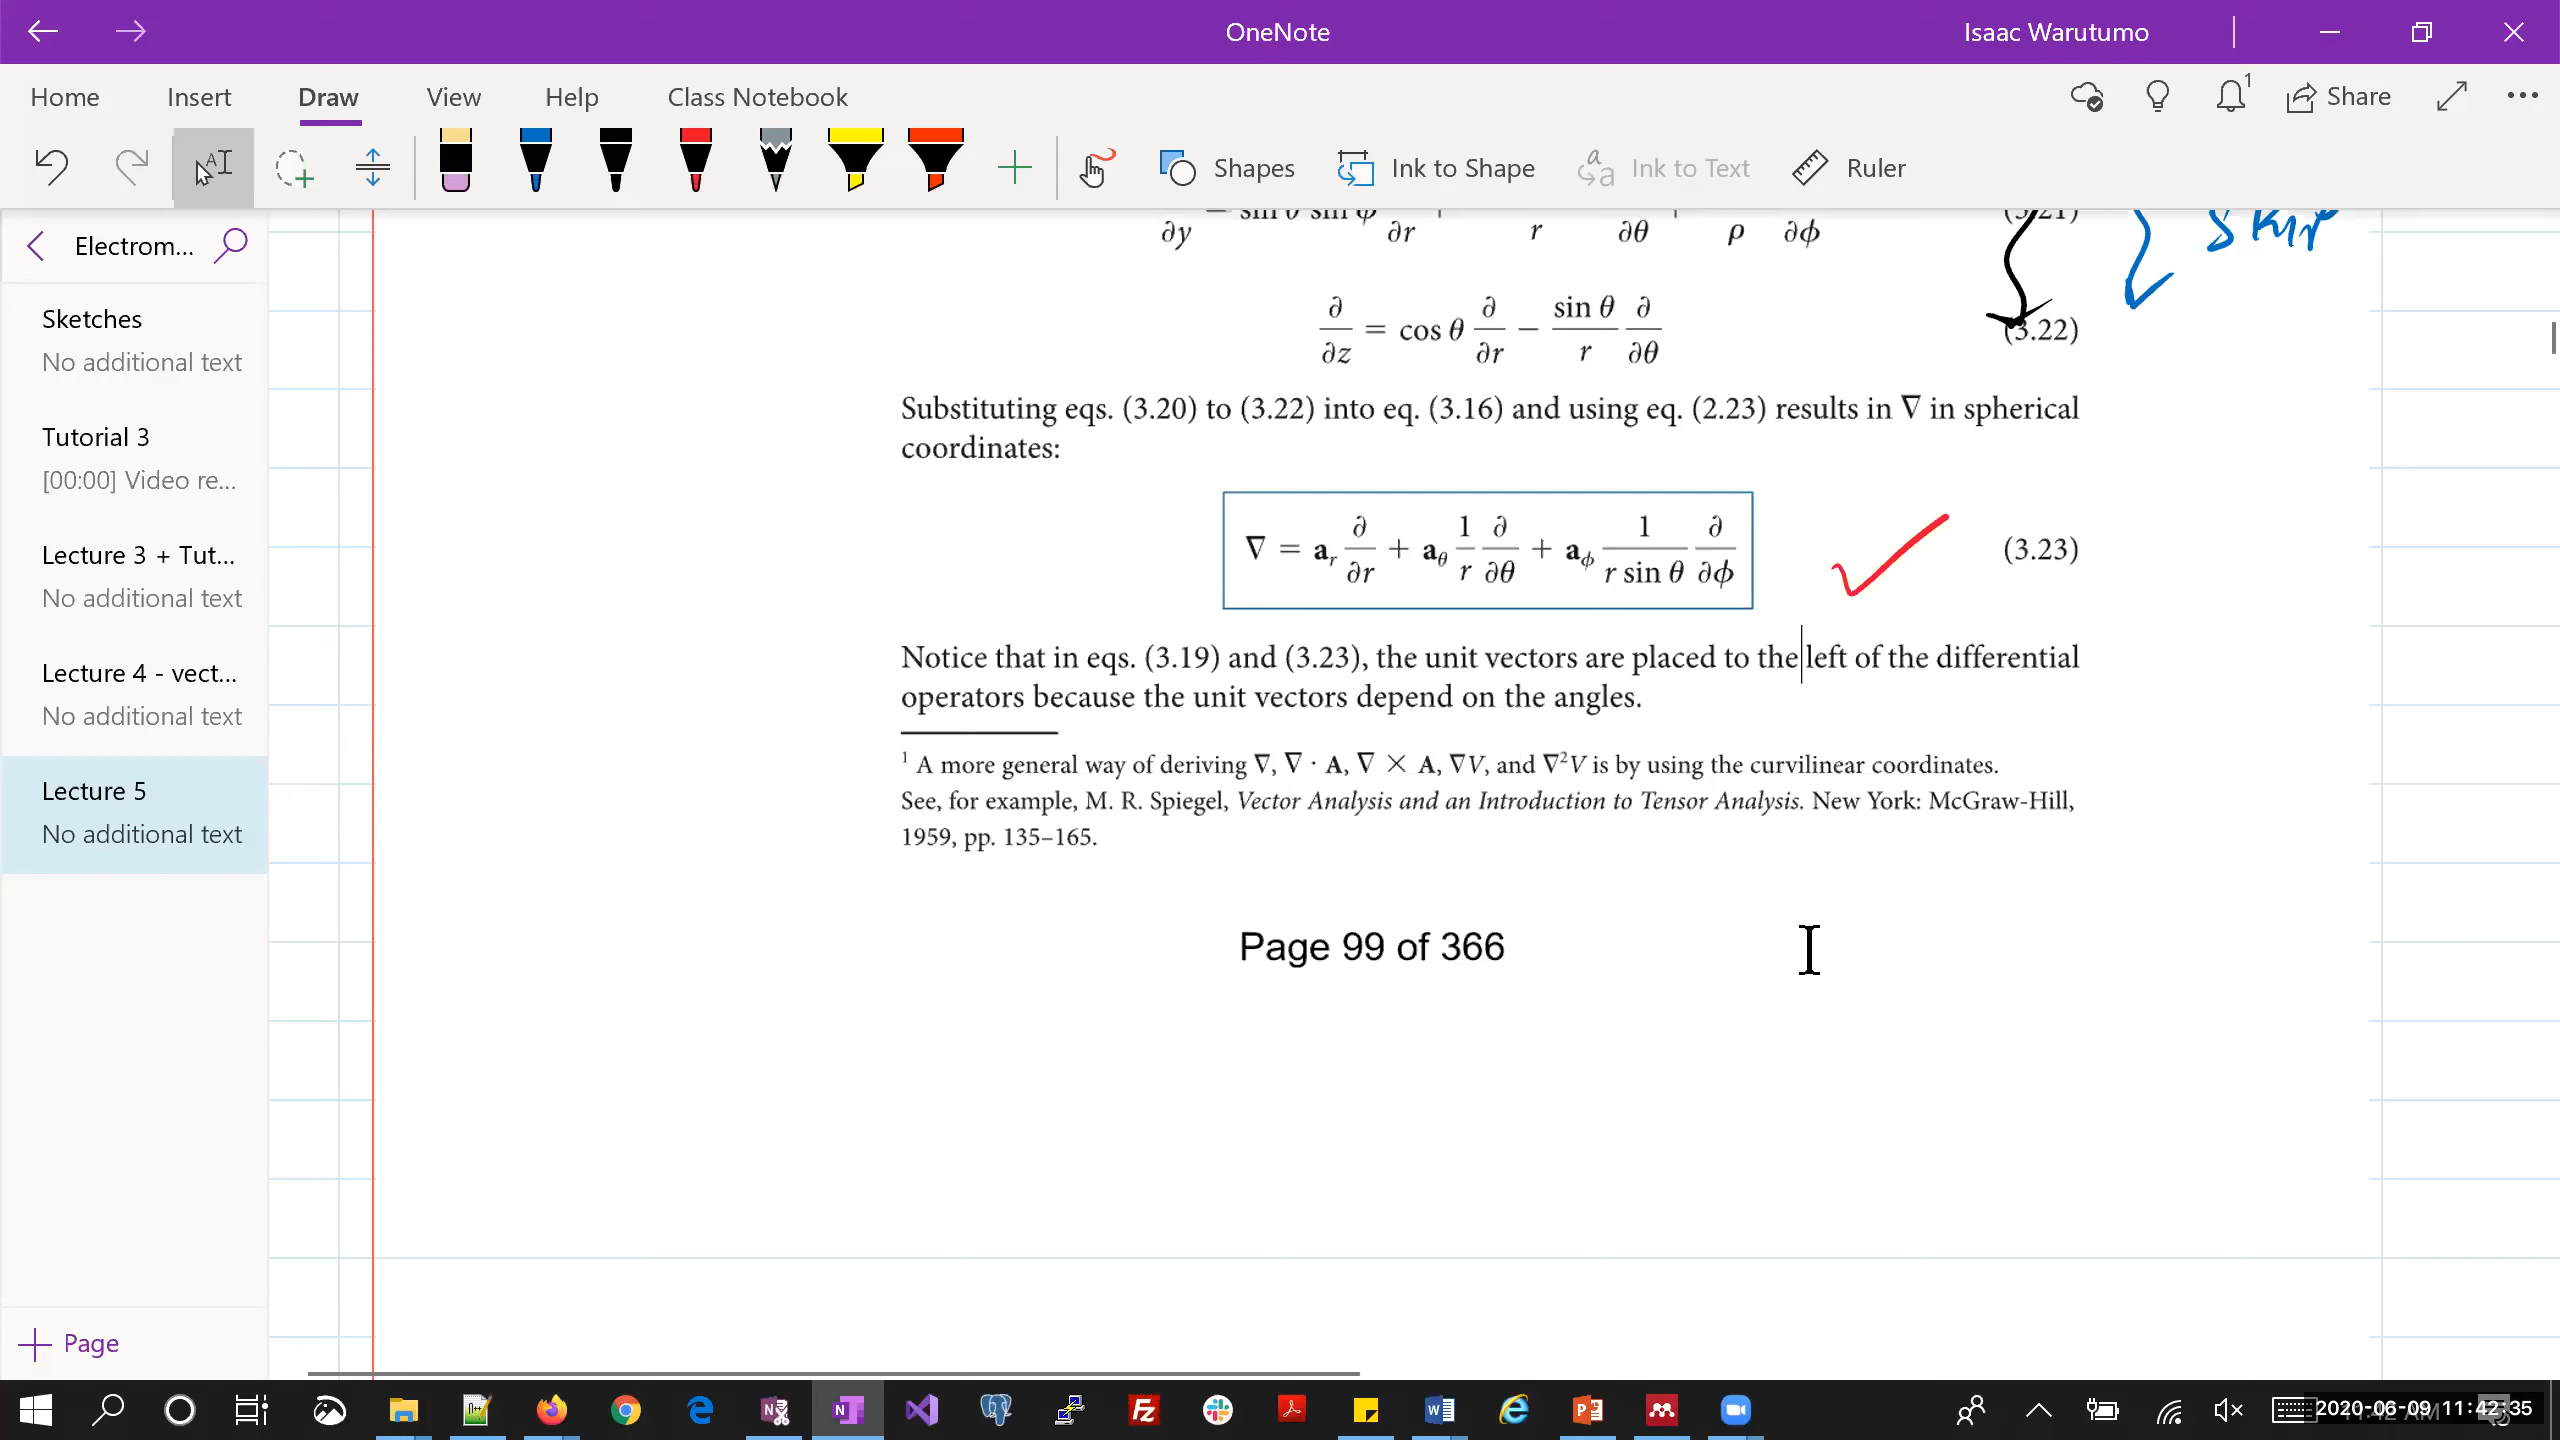 OneNote
Isaac Warutumo
Home Insert Draw View Help Class Notebook
1 Share
Shapes Ink to Shape Ink to Text Ruler
Electrom...
Sketches
No additional text
Tutorial 3
[00:00] Video re...
Lecture 3 + Tut...
No additional text
Lecture 4 - vect...
No additional text
Lecture 5
No additional text
Page
∂y = sin θ sin ϕ ∂r + r ∂θ + ρ ∂ϕ (3.21)
skip
∂/∂z = cos θ ∂/∂r − sin θ/r ∂/∂θ (3.22)
Substituting eqs. (3.20) to (3.22) into eq. (3.16) and using eq. (2.23) results in ∇ in spherical
coordinates:
∇ = a_r ∂/∂r + a_θ 1/r ∂/∂θ + a_ϕ 1/(r sin θ) ∂/∂ϕ (3.23)
Notice that in eqs. (3.19) and (3.23), the unit vectors are placed to the left of the differential
operators because the unit vectors depend on the angles.
¹ A more general way of deriving ∇, ∇ · A, ∇ × A, ∇V, and ∇²V is by using the curvilinear coordinates.
See, for example, M. R. Spiegel, Vector Analysis and an Introduction to Tensor Analysis. New York: McGraw-Hill,
1959, pp. 135–165.
Page 99 of 366
2020-06-09 11:42:35